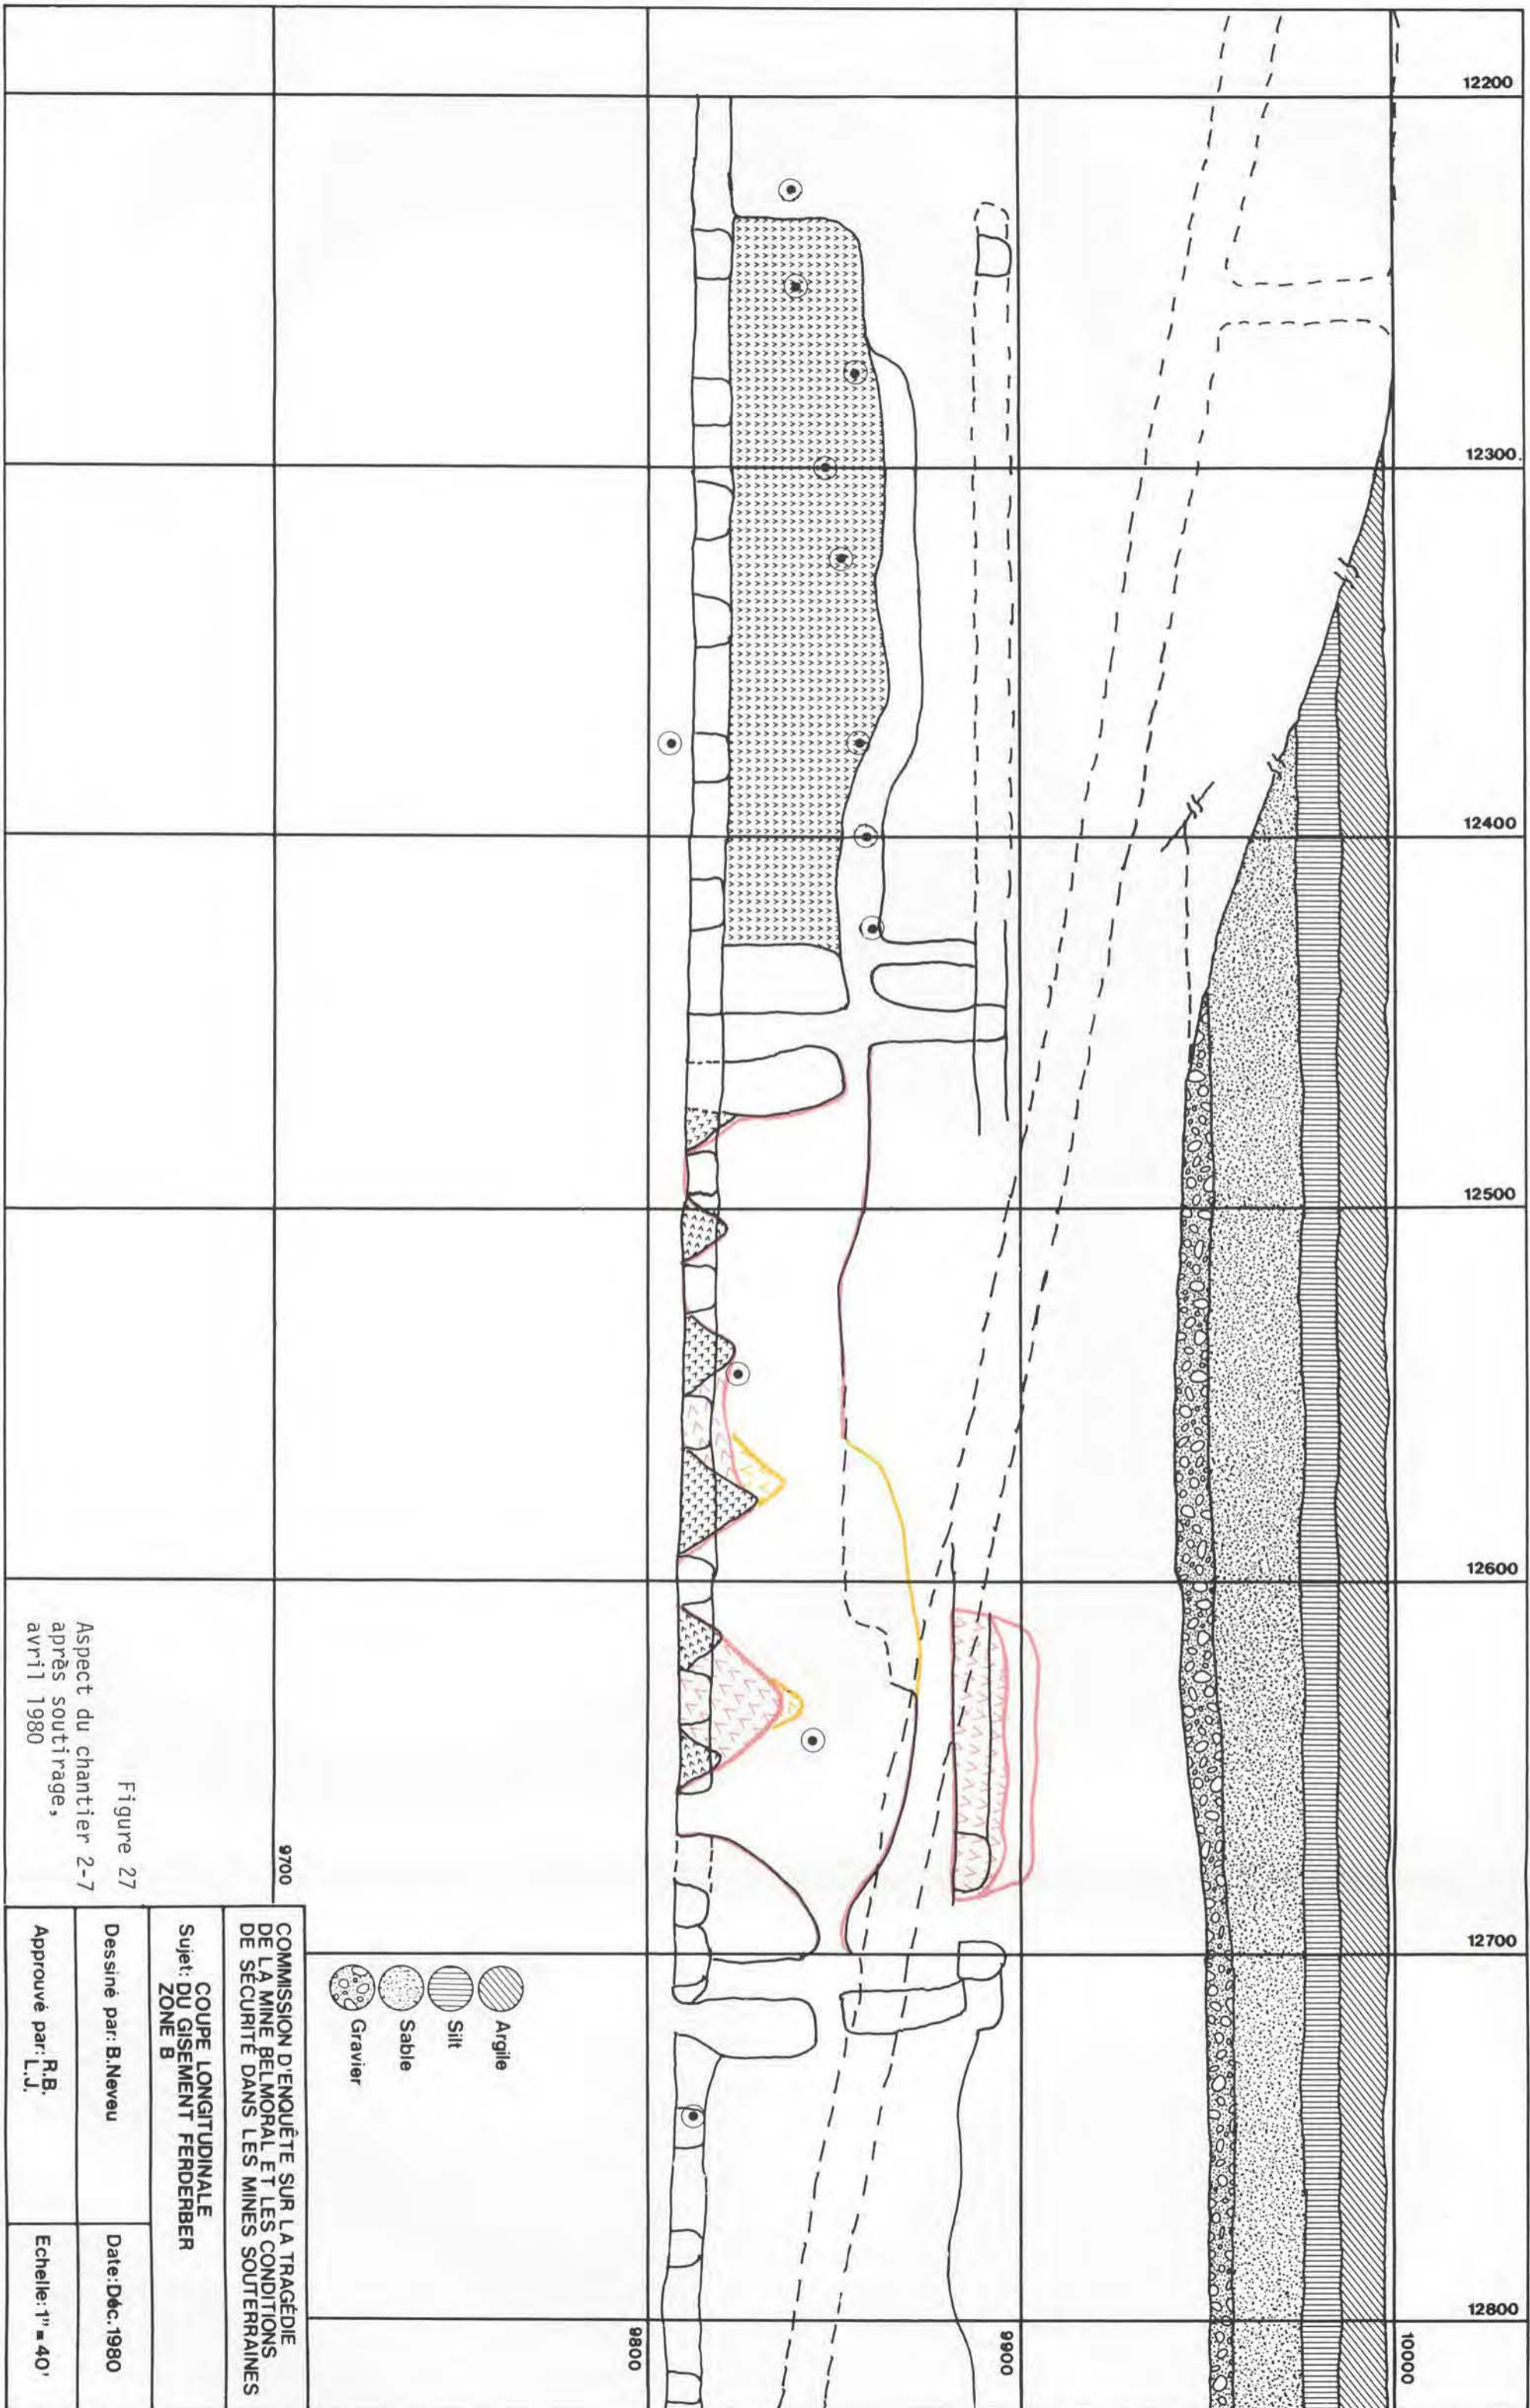 12200
12300.
12400
12500
12600
12700
12800
10000
9900
9800
9700
Argile
Silt
Sable
Gravier
Figure 27
Aspect du chantier 2-7
après soutirage,
avril 1980
COMMISSION D'ENQUÊTE SUR LA TRAGÉDIE
DE LA MINE BELMORAL ET LES CONDITIONS
DE SÉCURITÉ DANS LES MINES SOUTERRAINES
COUPE LONGITUDINALE
Sujet: DU GISEMENT FERDERBER
ZONE B
Dessiné par: B.Neveu
Date: Déc. 1980
Approuvé par: R.B.
L.J.
Echelle: 1" = 40'